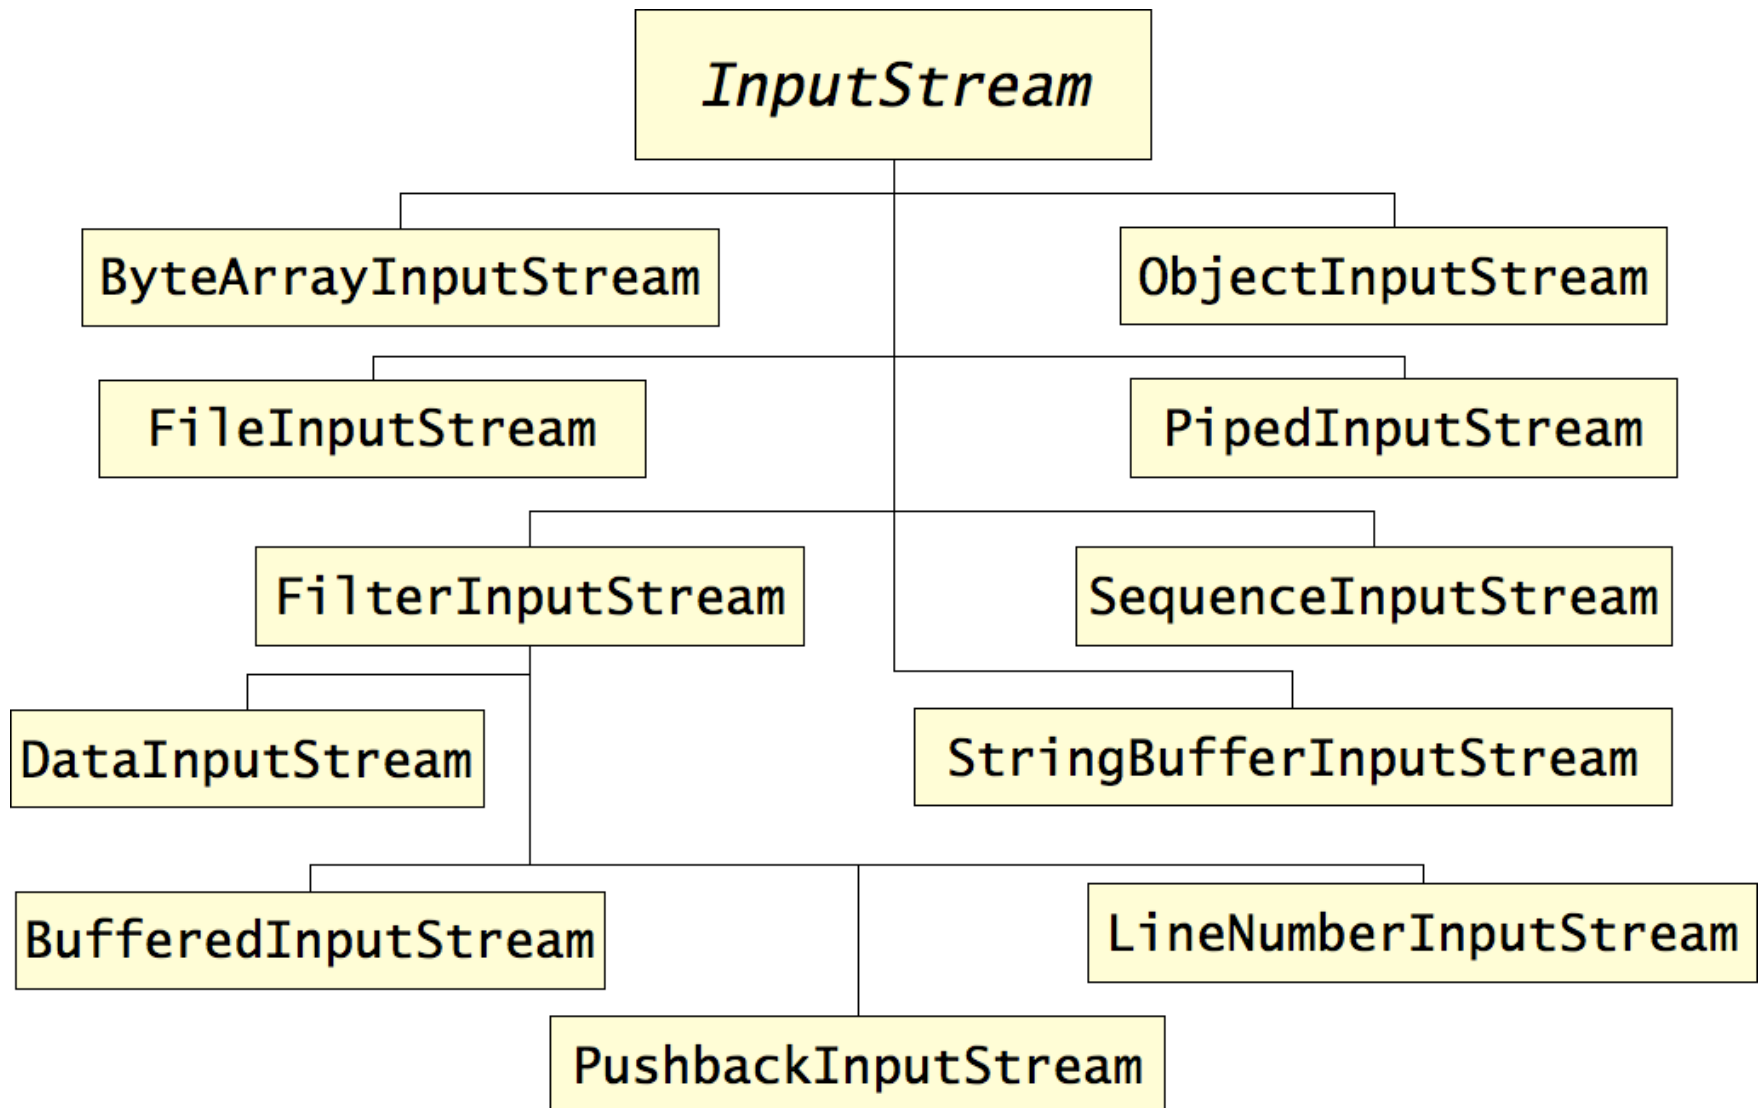 InputStream
ByteArrayInputStream
ObjectInputStream
FileInputStream
PipedInputStream
FilterInputStream
SequenceInputStream
DataInputStream
StringBufferInputStream
BufferedInputStream
LineNumberInputStream
PushbackInputStream